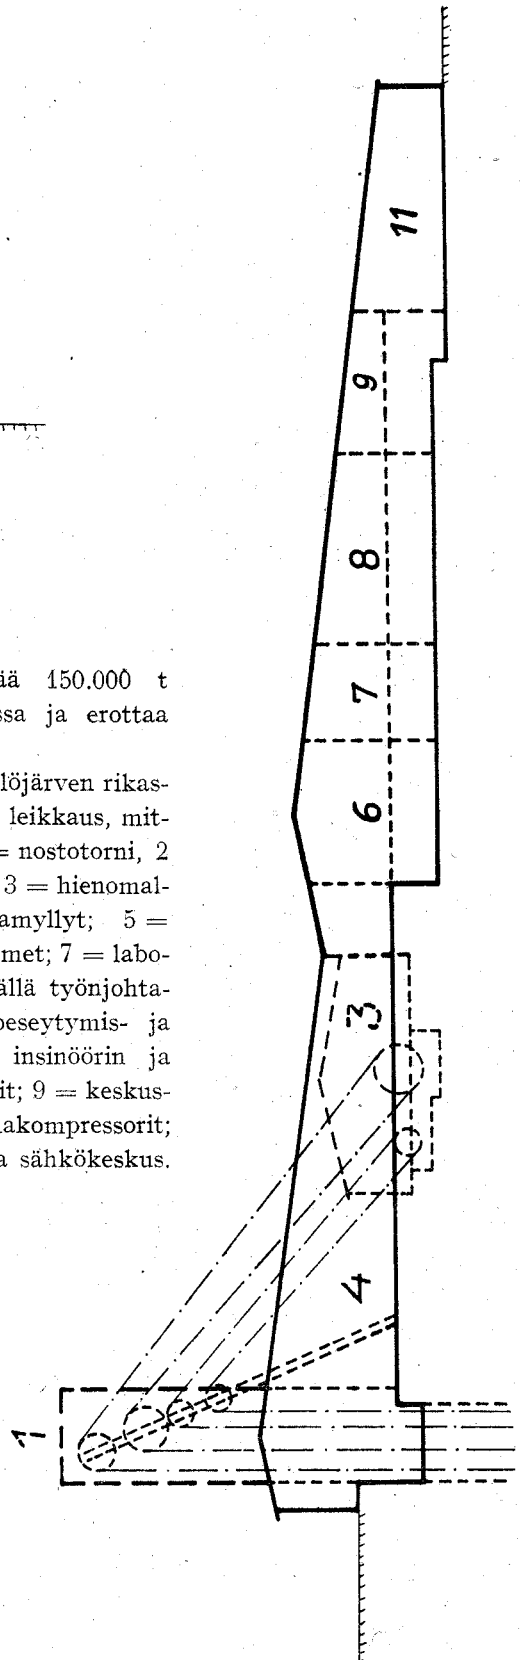 ää 150.000 t
ssa ja erottaa
löjärven rikas-
leikkaus, mit-
= nostotorni, 2
3 = hienomal-
amyllyt; 5 =
met; 7 = labo-
ällä työnjohta-
peseytymis- ja
insinöörin ja
it; 9 = keskus-
akompressorit;
a sähkökeskus.
11
9
8
7
6
3
4
1